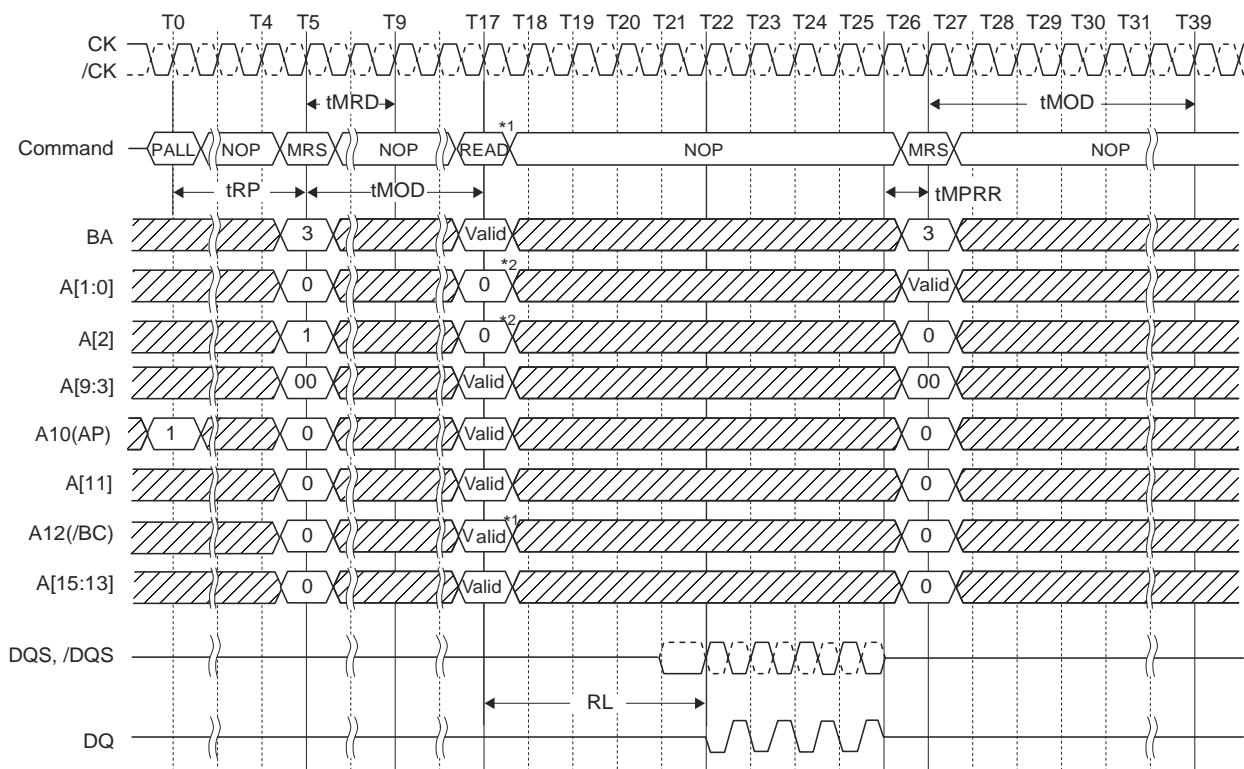 T0 T4 T5 T9 T17 T18 T19 T20 T21 T22 T23 T24 T25 T26 T27 T28 T29 T30 T31 T39
CK
/CK
tMRD tMOD
Command PALL NOP MRS NOP READ *1 NOP MRS NOP
tRP tMOD tMPRR
BA 3 Valid 3
A[1:0] 0 0 *2 Valid
A[2] 1 0 *2 0
A[9:3] 00 Valid 00
A10(AP) 1 0 Valid 0
A[11] 0 Valid 0
A12(/BC) 0 Valid *1 0
A[15:13] 0 Valid 0
DQS, /DQS
RL
DQ